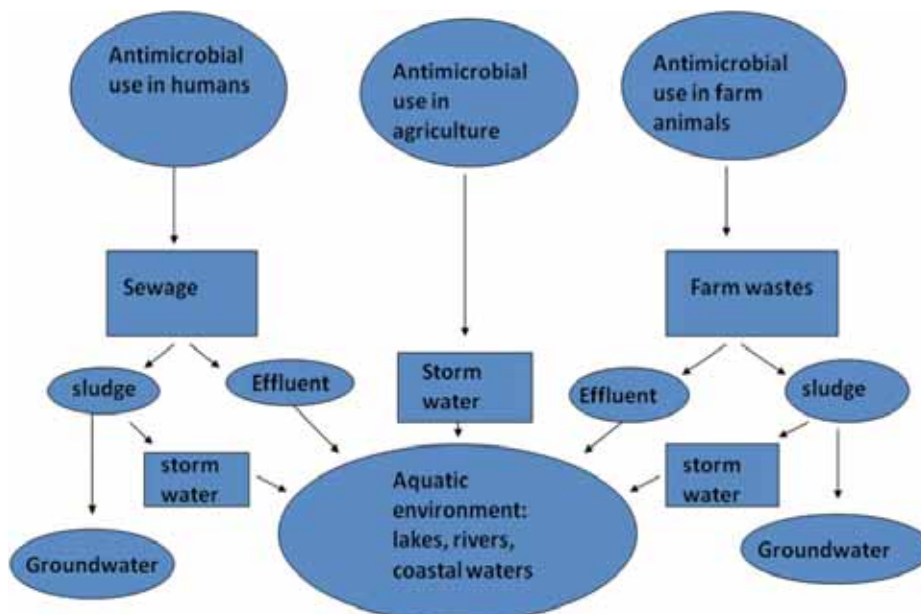 Antimicrobial
use in humans
Antimicrobial
use in
agriculture
Antimicrobial
use in farm
animals
Sewage
Farm wastes
sludge
Effluent
Storm
water
Effluent
sludge
storm
water
Aquatic
environment:
lakes, rivers,
coastal waters
storm
water
Groundwater
Groundwater